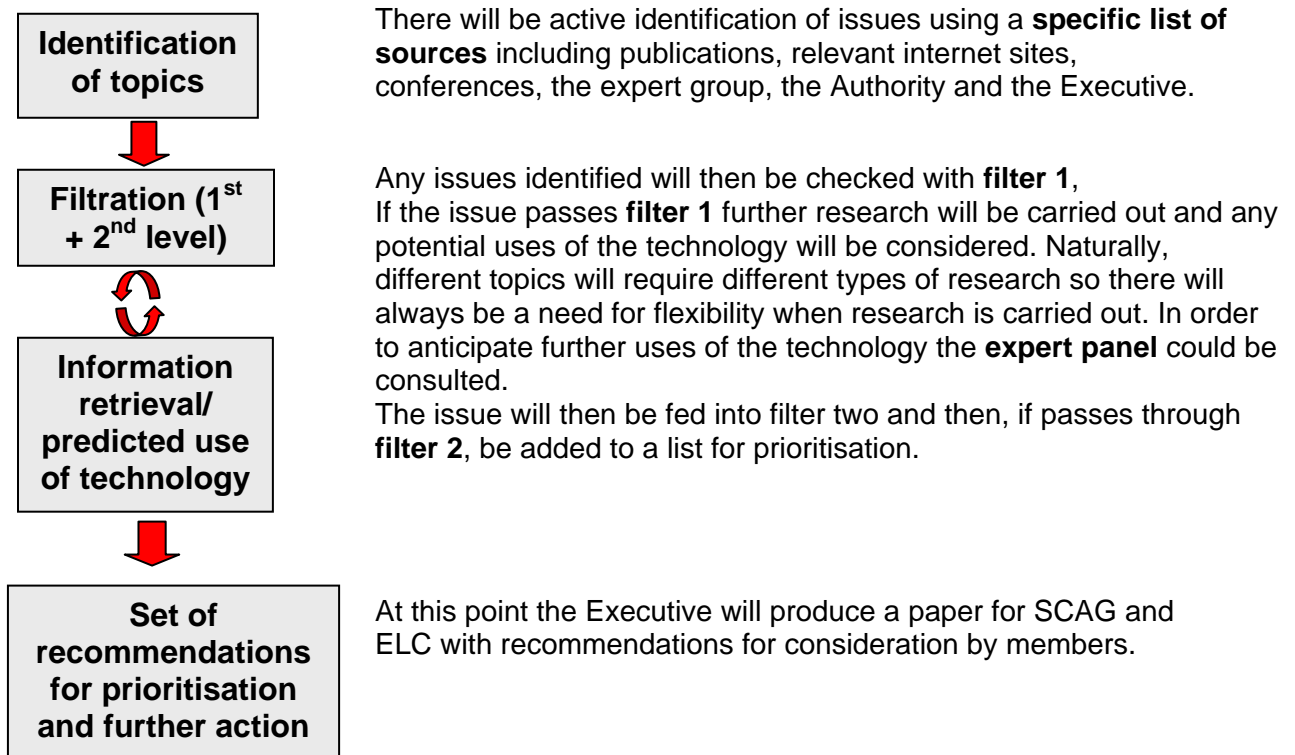 Identification
of topics
There will be active identification of issues using a specific list of
sources including publications, relevant internet sites,
conferences, the expert group, the Authority and the Executive.
Filtration (1st
+ 2nd level)
Any issues identified will then be checked with filter 1,
If the issue passes filter 1 further research will be carried out and any
potential uses of the technology will be considered. Naturally,
different topics will require different types of research so there will
always be a need for flexibility when research is carried out. In order
to anticipate further uses of the technology the expert panel could be
consulted.
The issue will then be fed into filter two and then, if passes through
filter 2, be added to a list for prioritisation.
Information
retrieval/
predicted use
of technology
Set of
recommendations
for prioritisation
and further action
At this point the Executive will produce a paper for SCAG and
ELC with recommendations for consideration by members.